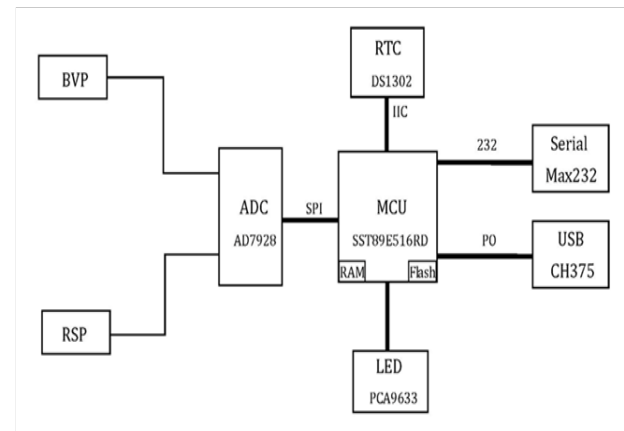 RTC
DS1302
BVP
IIC
232
Serial
Max232
ADC
AD7928
SPI
MCU
SST89E516RD
RAM
Flash
PO
USB
CH375
RSP
LED
PCA9633